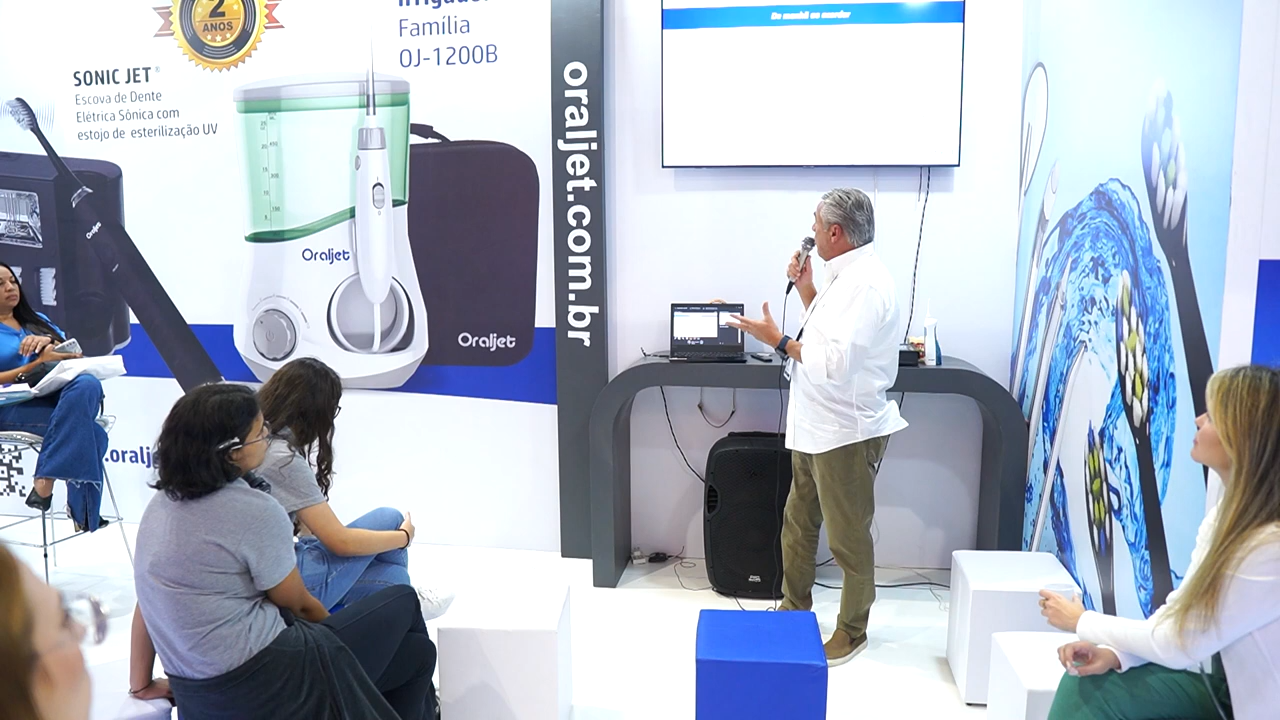 2
ANOS
Família
OJ-1200B
SONIC JET
Escova de Dente
Elétrica Sônica com
estojo de esterilização UV
Oraljet
Oraljet
Oraljet
oraljet.com.br